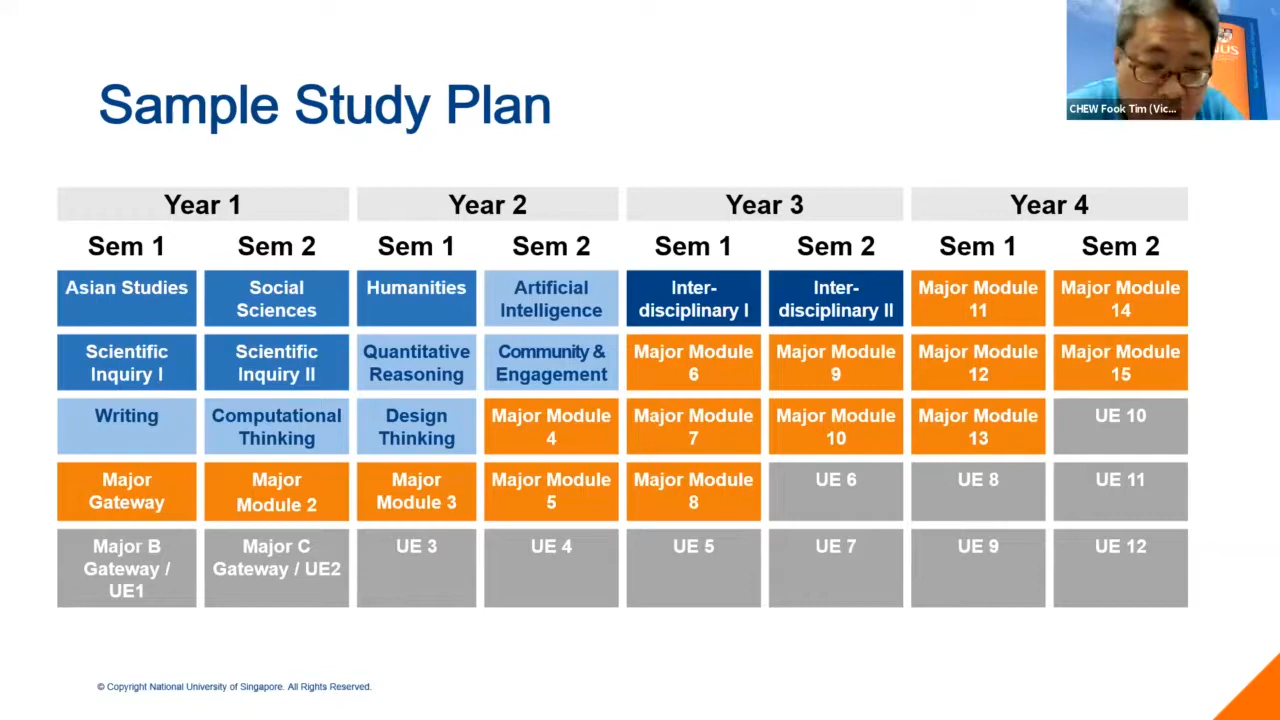 CHEW Fook Tim (Vic...
Sample Study Plan
Year 1
Year 2
Year 3
Year 4
Sem 1
Sem 2
Sem 1
Sem 2
Sem 1
Sem 2
Sem 1
Sem 2
Asian Studies
Social
Sciences
Humanities
Artificial
Intelligence
Inter-
disciplinary I
Inter-
disciplinary II
Major Module
11
Major Module
14
Scientific
Inquiry I
Scientific
Inquiry II
Quantitative
Reasoning
Community &
Engagement
Major Module
6
Major Module
9
Major Module
12
Major Module
15
Writing
Computational
Thinking
Design
Thinking
Major Module
4
Major Module
7
Major Module
10
Major Module
13
UE 10
Major
Gateway
Major
Module 2
Major
Module 3
Major Module
5
Major Module
8
UE 6
UE 8
UE 11
Major B
Gateway /
UE1
Major C
Gateway / UE2
UE 3
UE 4
UE 5
UE 7
UE 9
UE 12
© Copyright National University of Singapore. All Rights Reserved.